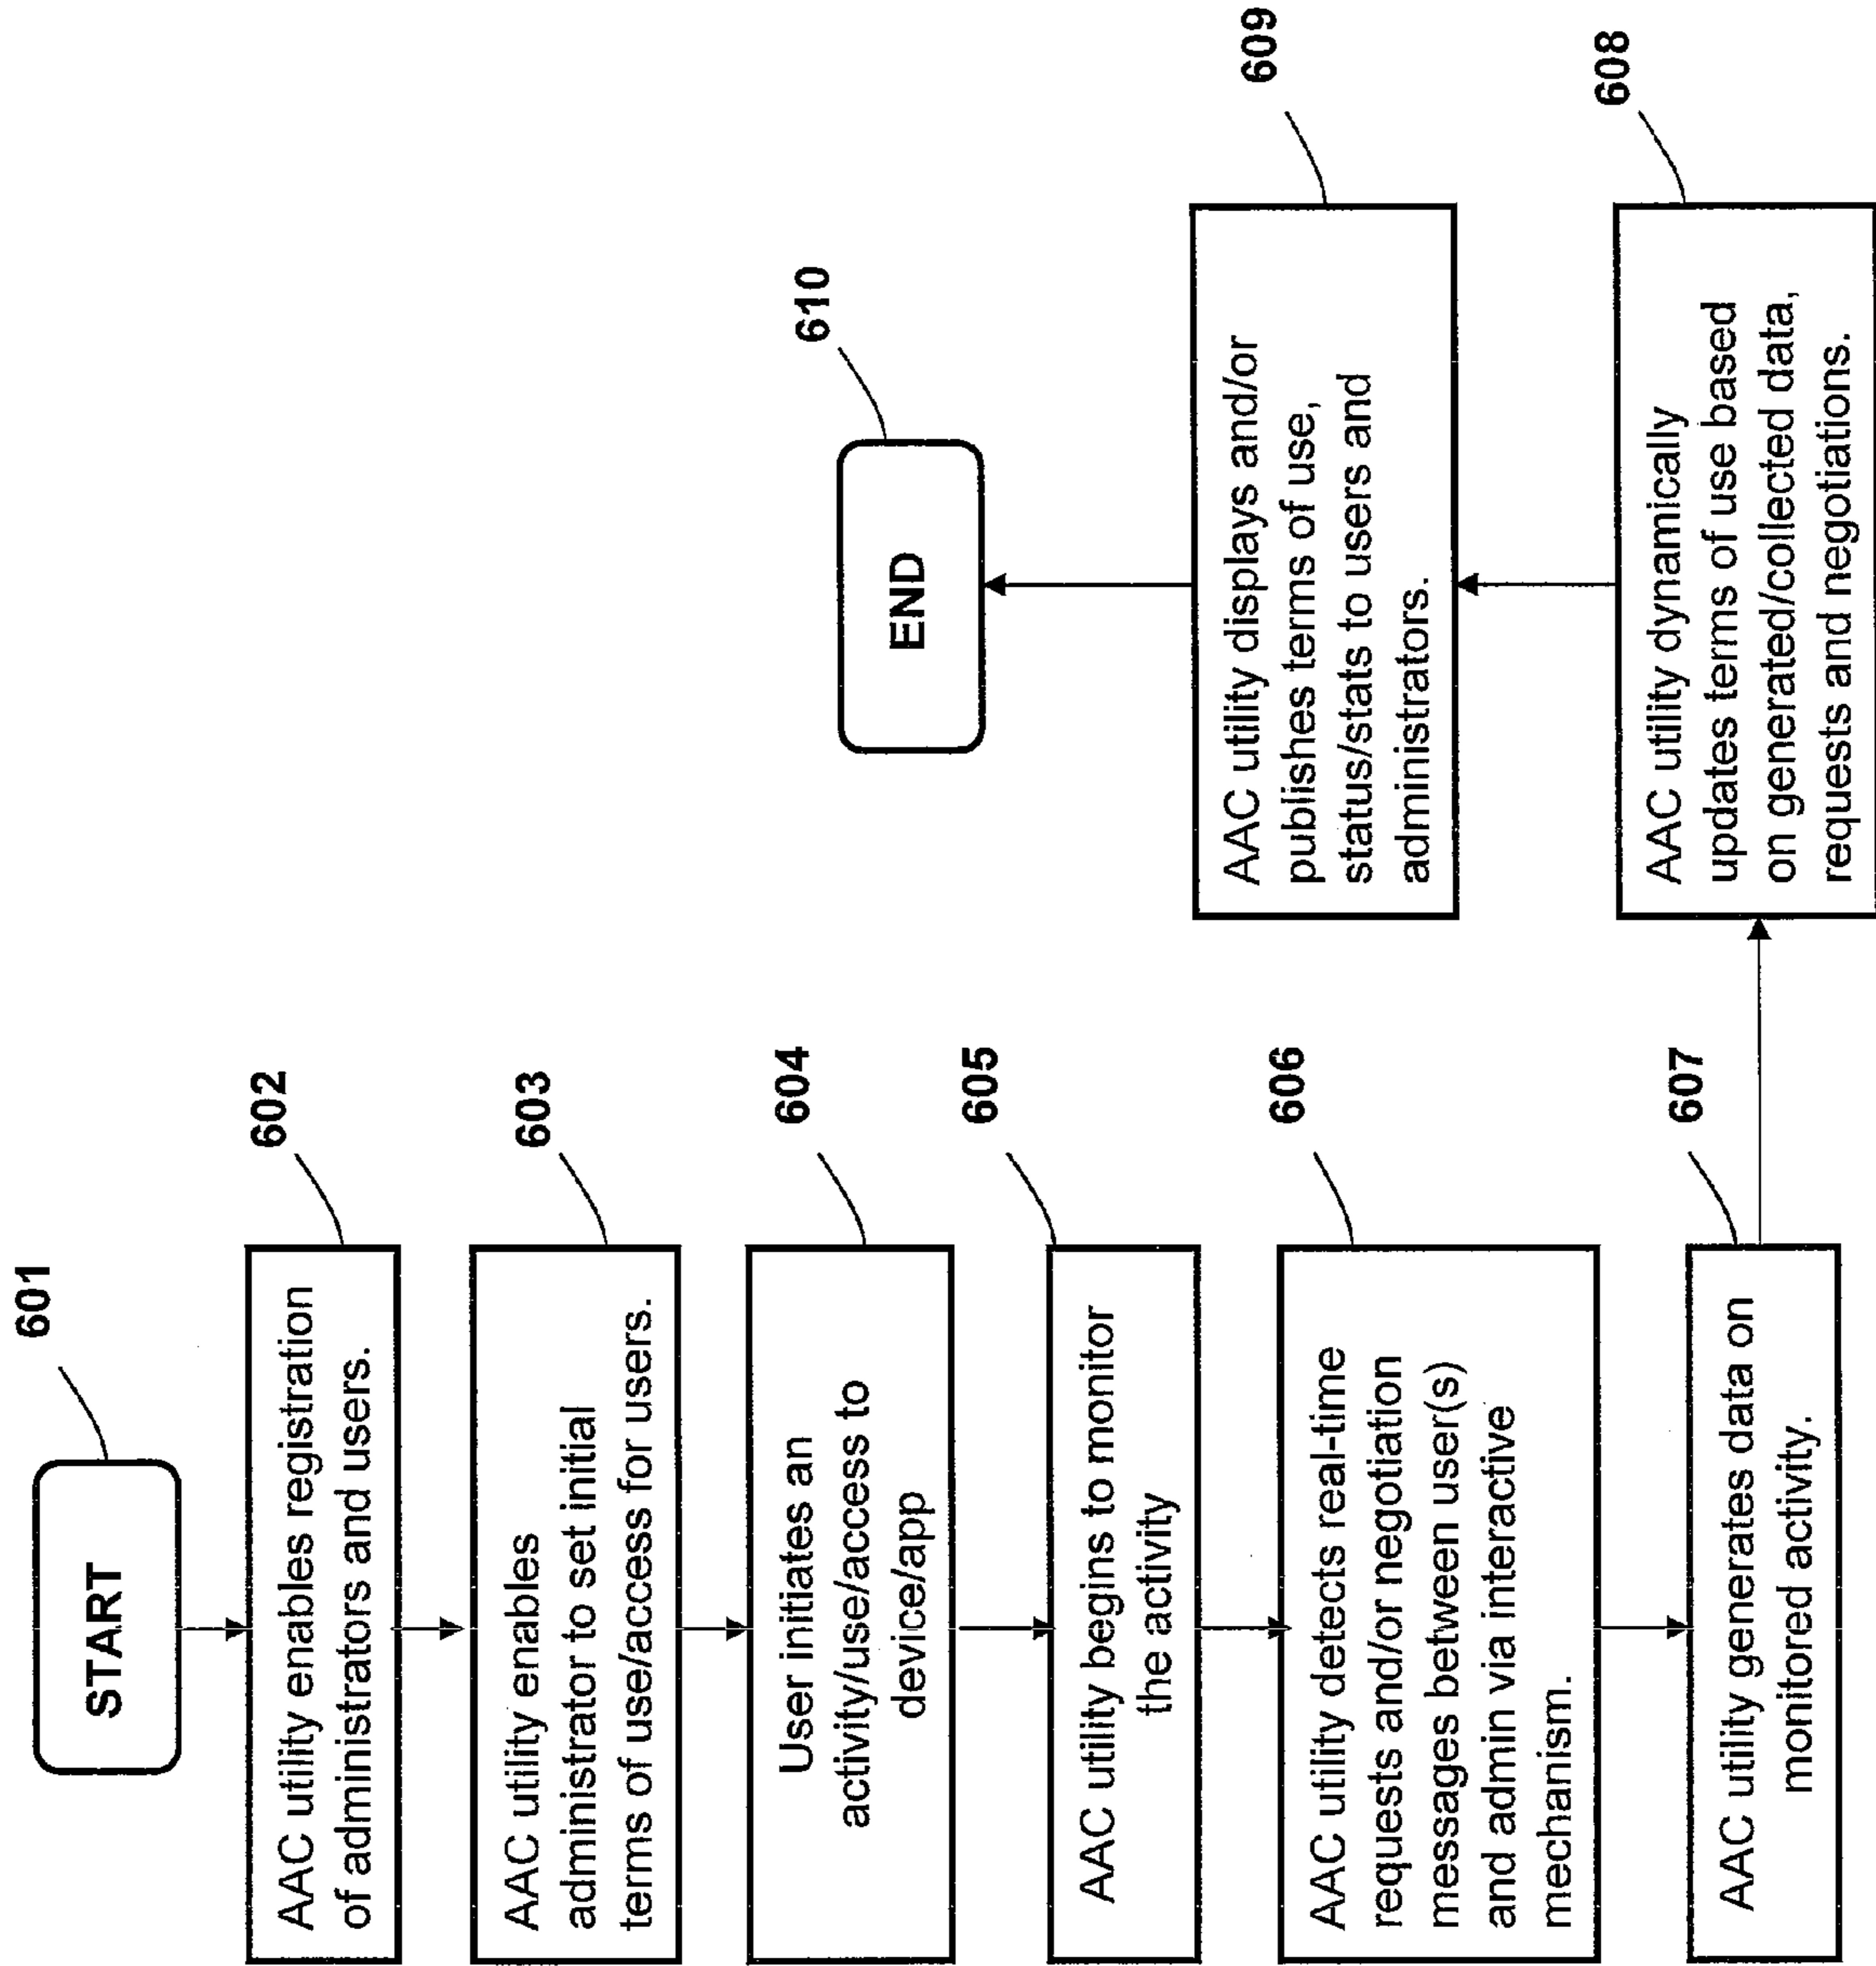 601
START
602
AAC utility enables registration
of administrators and users.
603
AAC utility enables
administrator to set initial
terms of use/access for users.
604
User initiates an
activity/use/access to
device/app
605
AAC utility begins to monitor
the activity
606
AAC utility detects real-time
requests and/or negotiation
messages between user(s)
and admin via interactive
mechanism.
607
AAC utility generates data on
monitored activity.
608
AAC utility dynamically
updates terms of use based
on generated/collected data,
requests and negotiations.
609
AAC utility displays and/or
publishes terms of use,
status/stats to users and
administrators.
610
END